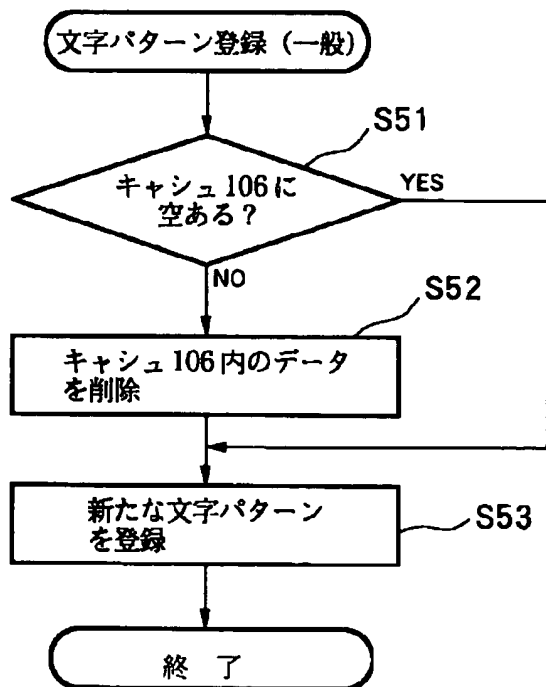 文字パターン登録（一般）
S51
キャシュ106に
空ある？
YES
NO
S52
キャシュ106内のデータ
を削除
新たな文字パターン
を登録
S53
終了